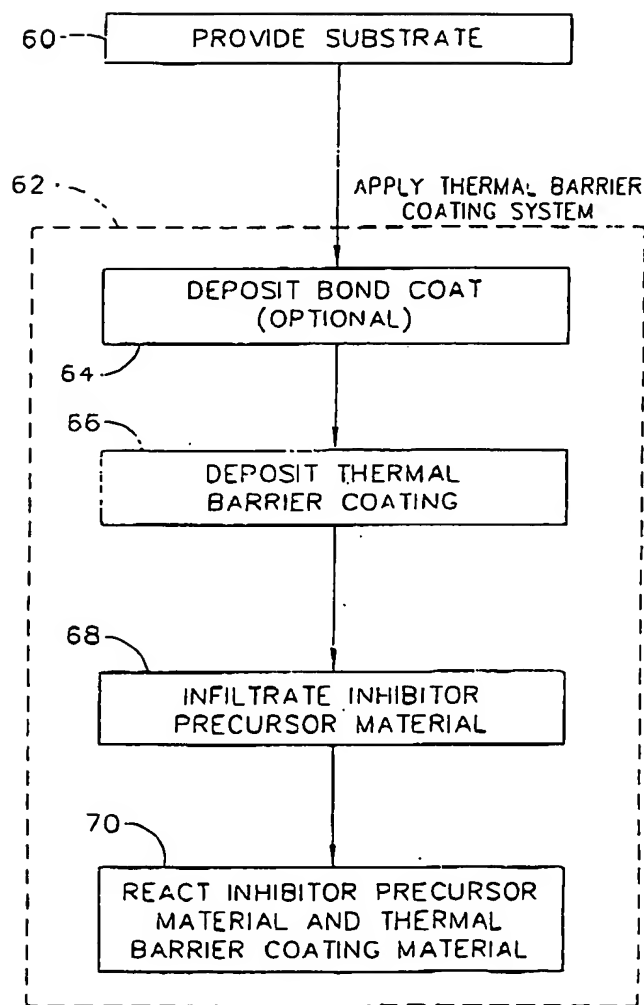 60
PROVIDE SUBSTRATE
62
APPLY THERMAL BARRIER
COATING SYSTEM
DEPOSIT BOND COAT
(OPTIONAL)
64
66
DEPOSIT THERMAL
BARRIER COATING
68
INFILTRATE INHIBITOR
PRECURSOR MATERIAL
70
REACT INHIBITOR PRECURSOR
MATERIAL AND THERMAL
BARRIER COATING MATERIAL